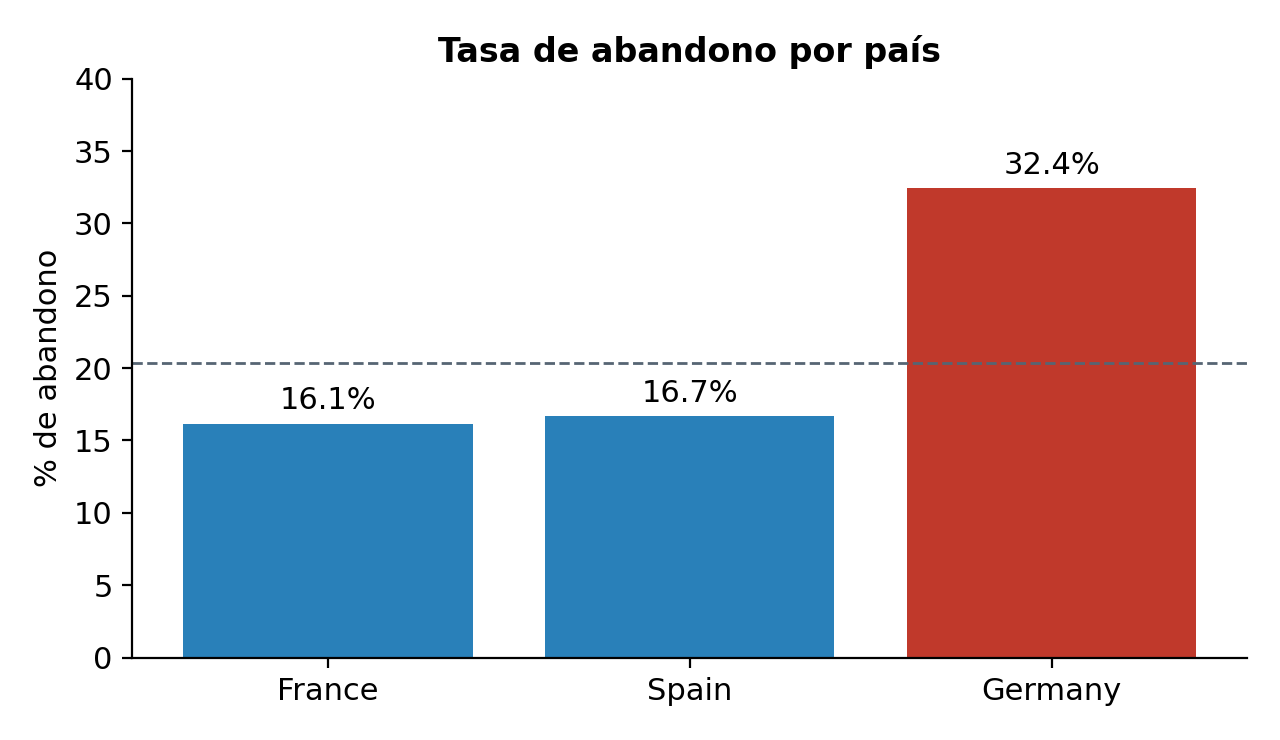 Tasa de abandono por país
% de abandono
40
35
30
25
20
15
10
5
0
16.1%
16.7%
32.4%
France
Spain
Germany